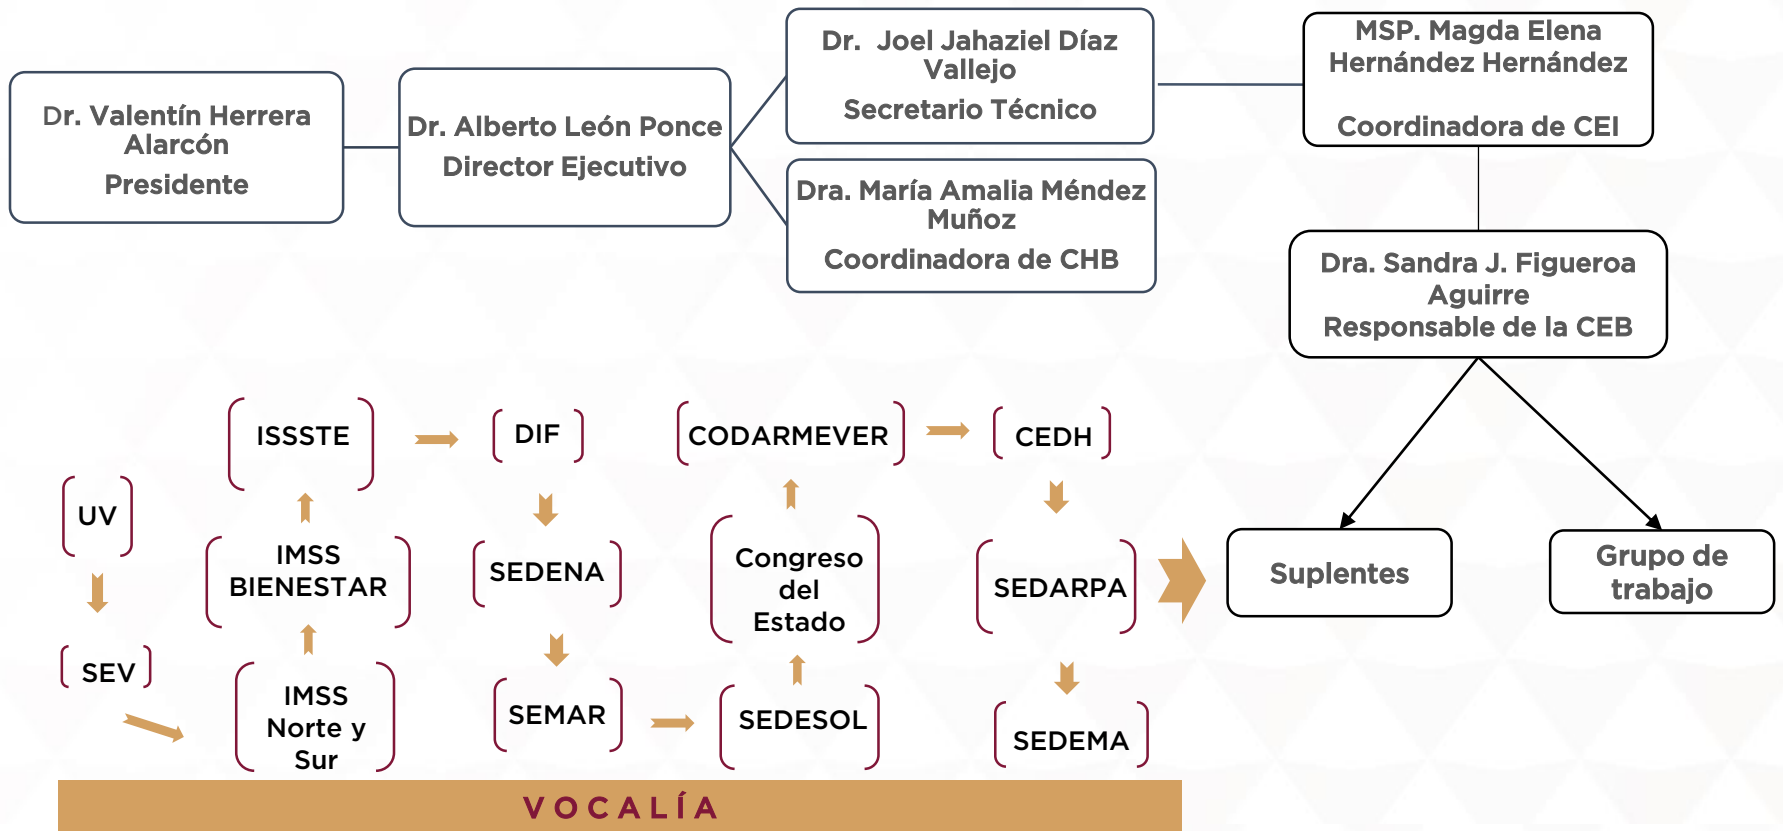 Dr. Valentín Herrera
Alarcón
Presidente
Dr. Alberto León Ponce
Director Ejecutivo
Dr. Joel Jahaziel Díaz
Vallejo
Secretario Técnico
Dra. María Amalia Méndez
Muñoz
Coordinadora de CHB
MSP. Magda Elena
Hernández Hernández
Coordinadora de CEI
Dra. Sandra J. Figueroa
Aguirre
Responsable de la CEB
Suplentes
Grupo de
trabajo
UV
SEV
IMSS
Norte y
Sur
IMSS
BIENESTAR
ISSSTE
DIF
SEDENA
SEMAR
SEDESOL
Congreso
del
Estado
CODARMEVER
CEDH
SEDARPA
SEDEMA
VOCALÍA